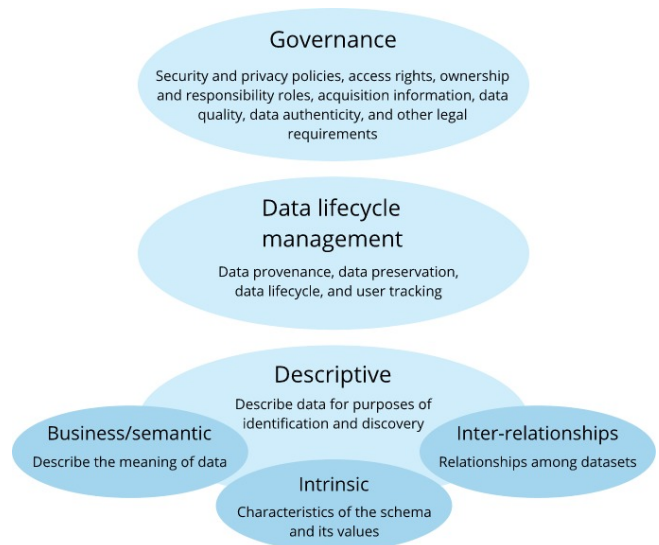 Governance
Security and privacy policies, access rights, ownership
and responsibility roles, acquisition information, data
quality, data authenticity, and other legal
requirements
Data lifecycle
management
Data provenance, data preservation,
data lifecycle, and user tracking
Descriptive
Describe data for purposes of
identification and discovery
Business/semantic
Describe the meaning of data
Inter-relationships
Relationships among datasets
Intrinsic
Characteristics of the schema
and its values